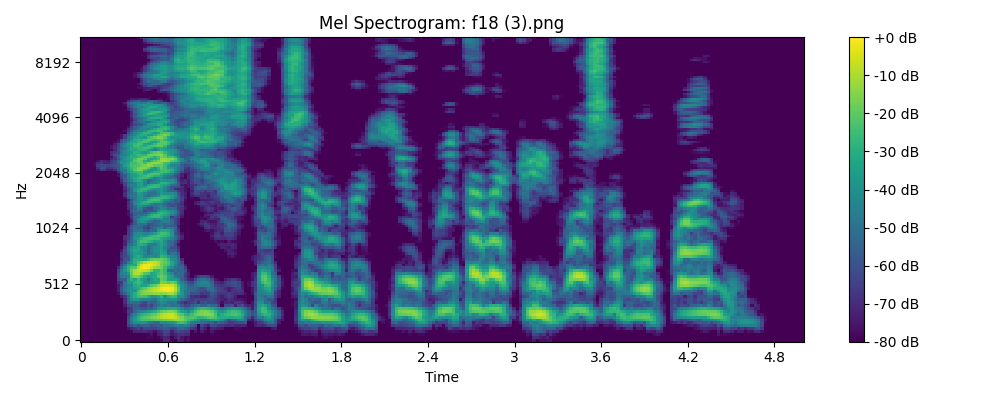 Mel Spectrogram: f18 (3).png
Hz
8192
4096
2048
1024
512
0
0 0.6 1.2 1.8 2.4 3 3.6 4.2 4.8
Time
+0 dB
-10 dB
-20 dB
-30 dB
-40 dB
-50 dB
-60 dB
-70 dB
-80 dB